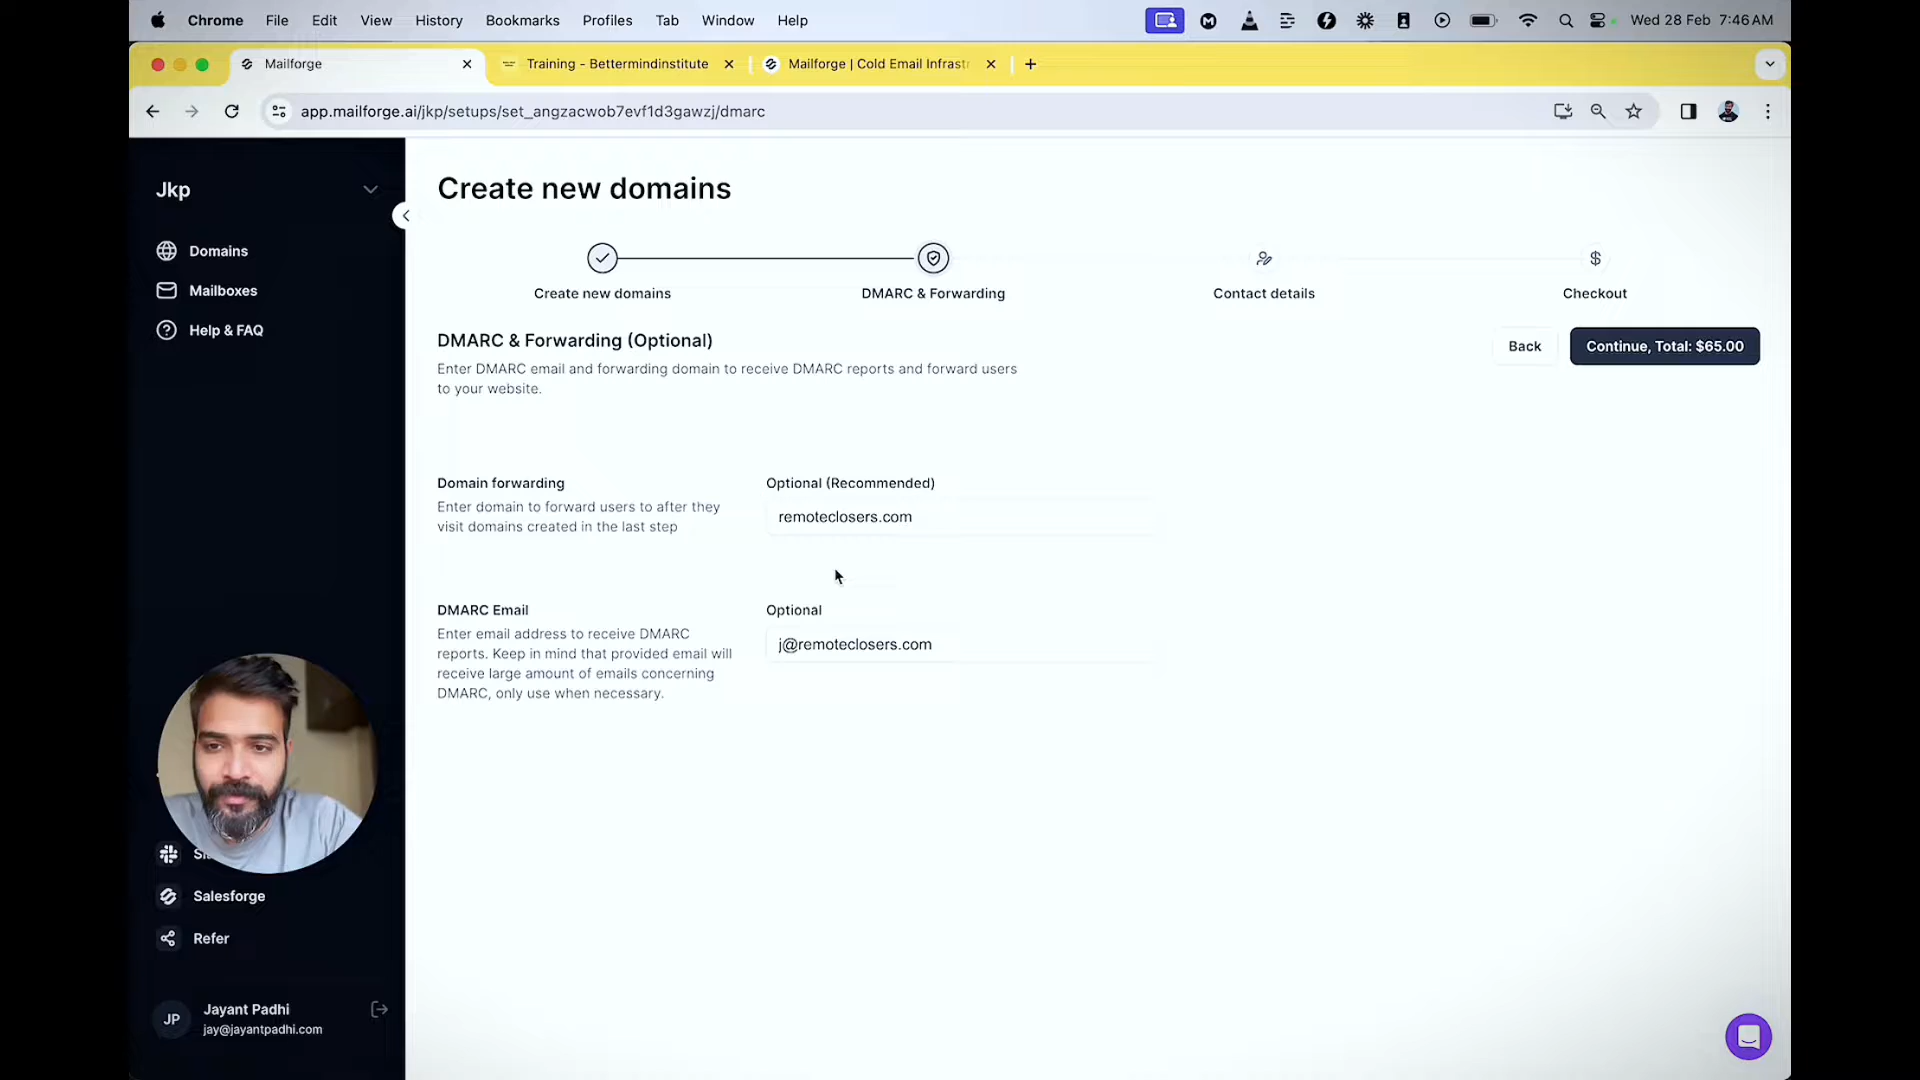 Chrome File Edit View History Bookmarks Profiles Tab Window Help Wed 28 Feb 7:46 AM
Mailforge Training - Bettermindinstitute Mailforge | Cold Email Infrastr
app.mailforge.ai/jkp/setups/set_angzacwob7evf1d3gawzj/dmarc
Jkp
Domains
Mailboxes
Help & FAQ
Create new domains
Create new domains DMARC & Forwarding Contact details Checkout
DMARC & Forwarding (Optional)
Enter DMARC email and forwarding domain to receive DMARC reports and forward users
to your website.
Back Continue, Total: $65.00
Domain forwarding
Enter domain to forward users to after they
visit domains created in the last step
Optional (Recommended)
remoteclosers.com
DMARC Email
Enter email address to receive DMARC
reports. Keep in mind that provided email will
receive large amount of emails concerning
DMARC, only use when necessary.
Optional
j@remoteclosers.com
Salesforge
Refer
JP
Jayant Padhi
jay@jayantpadhi.com